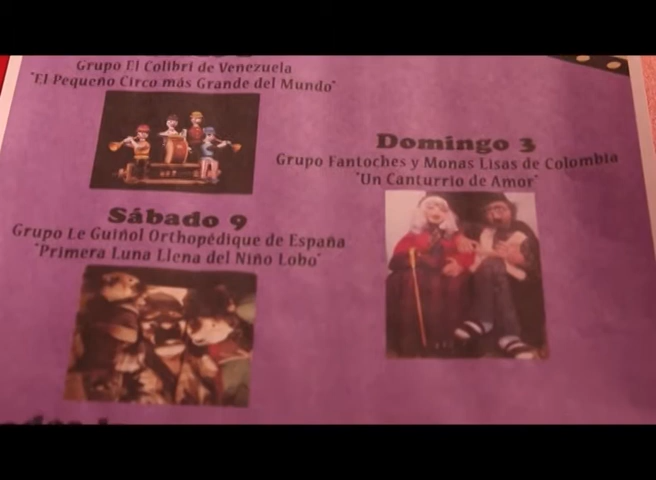 Grupo El Colibrí de Venezuela
"El Pequeño Circo más Grande del Mundo"
Sábado 9
Grupo Le Guiñol Orthopédique de España
"Primera Luna Llena del Niño Lobo"
Domingo 3
Grupo Fantoches y Monas Lisas de Colombia
"Un Canturrio de Amor"